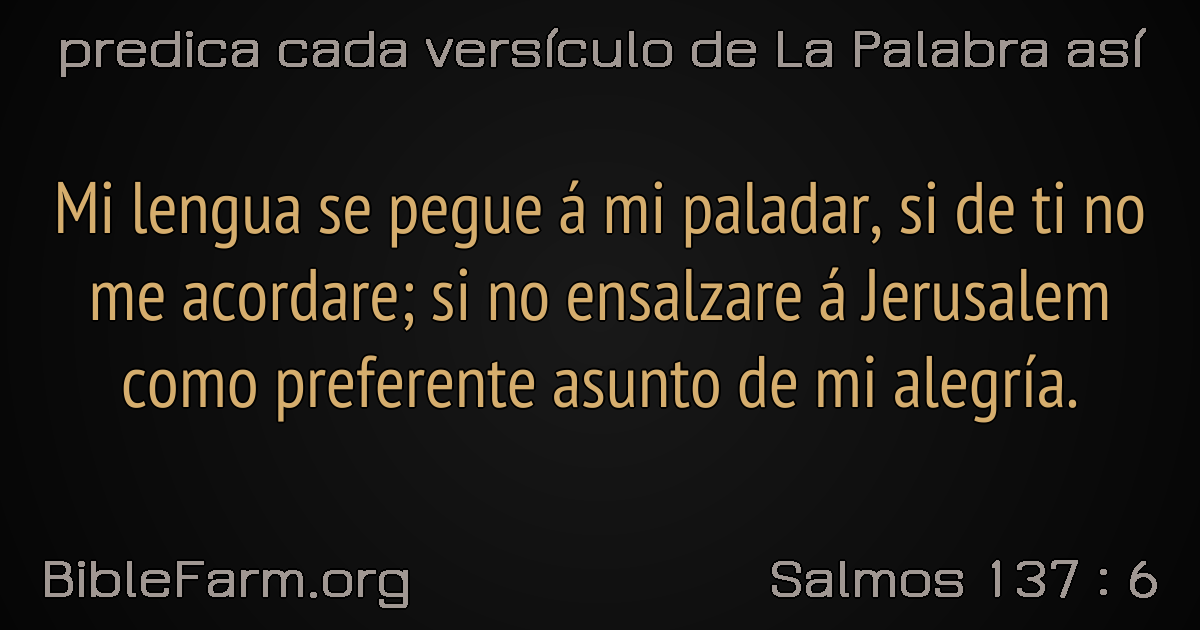 predica cada versículo de La Palabra así
Mi lengua se pegue á mi paladar, si de ti no
me acordare; si no ensalzare á Jerusalem
como preferente asunto de mi alegría.
BibleFarm.org
Salmos 137 : 6